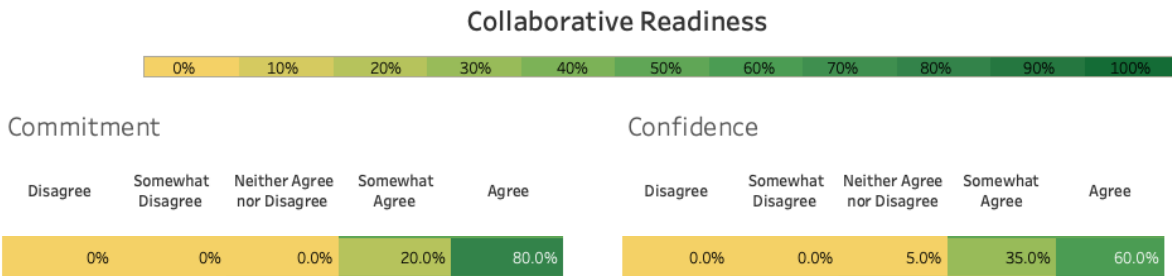 Collaborative Readiness
0% 10% 20% 30% 40% 50% 60% 70% 80% 90% 100%
Commitment
Disagree
Somewhat
Disagree
Neither Agree
nor Disagree
Somewhat
Agree
Agree
0% 0% 0.0% 20.0% 80.0%
Confidence
Disagree
Somewhat
Disagree
Neither Agree
nor Disagree
Somewhat
Agree
Agree
0.0% 0.0% 5.0% 35.0% 60.0%